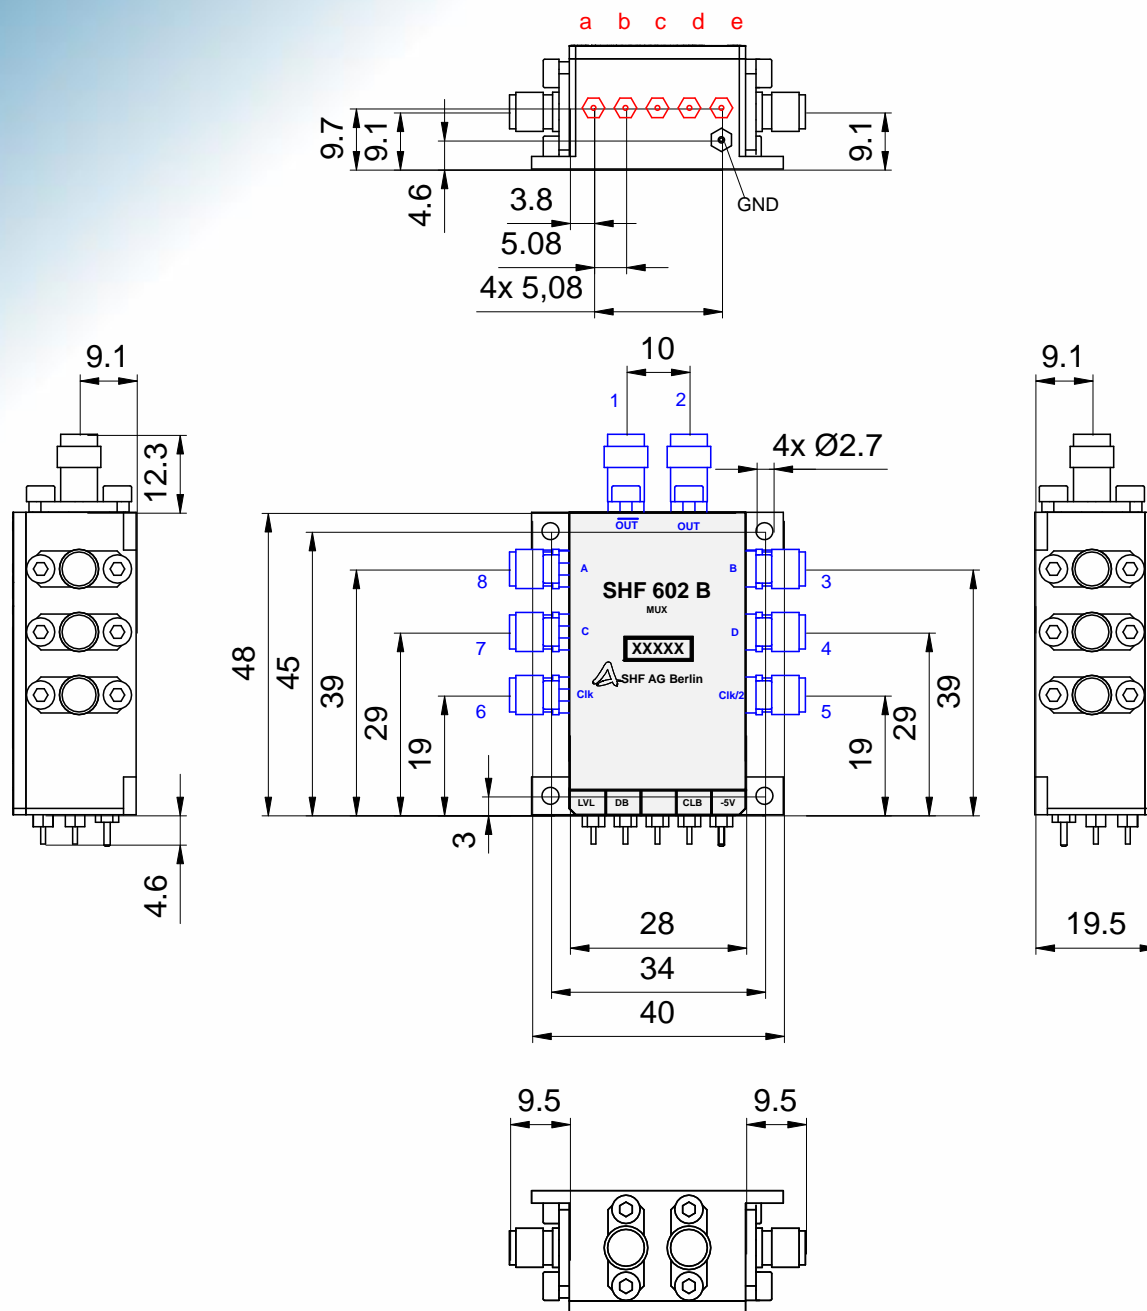 a b c d e
9.7
9.1
4.6
9.1
3.8
GND
5.08
4x 5,08
9.1
10
9.1
1
2
12.3
4x Ø2.7
OUT
OUT
8
A
B
3
SHF 602 B
MUX
7
C
D
4
XXXXX
SHF AG Berlin
6
Clk
Clk/2
5
48
45
39
29
19
3
19
29
39
LVL DB CLB -5V
4.6
28
34
40
19.5
9.5
9.5